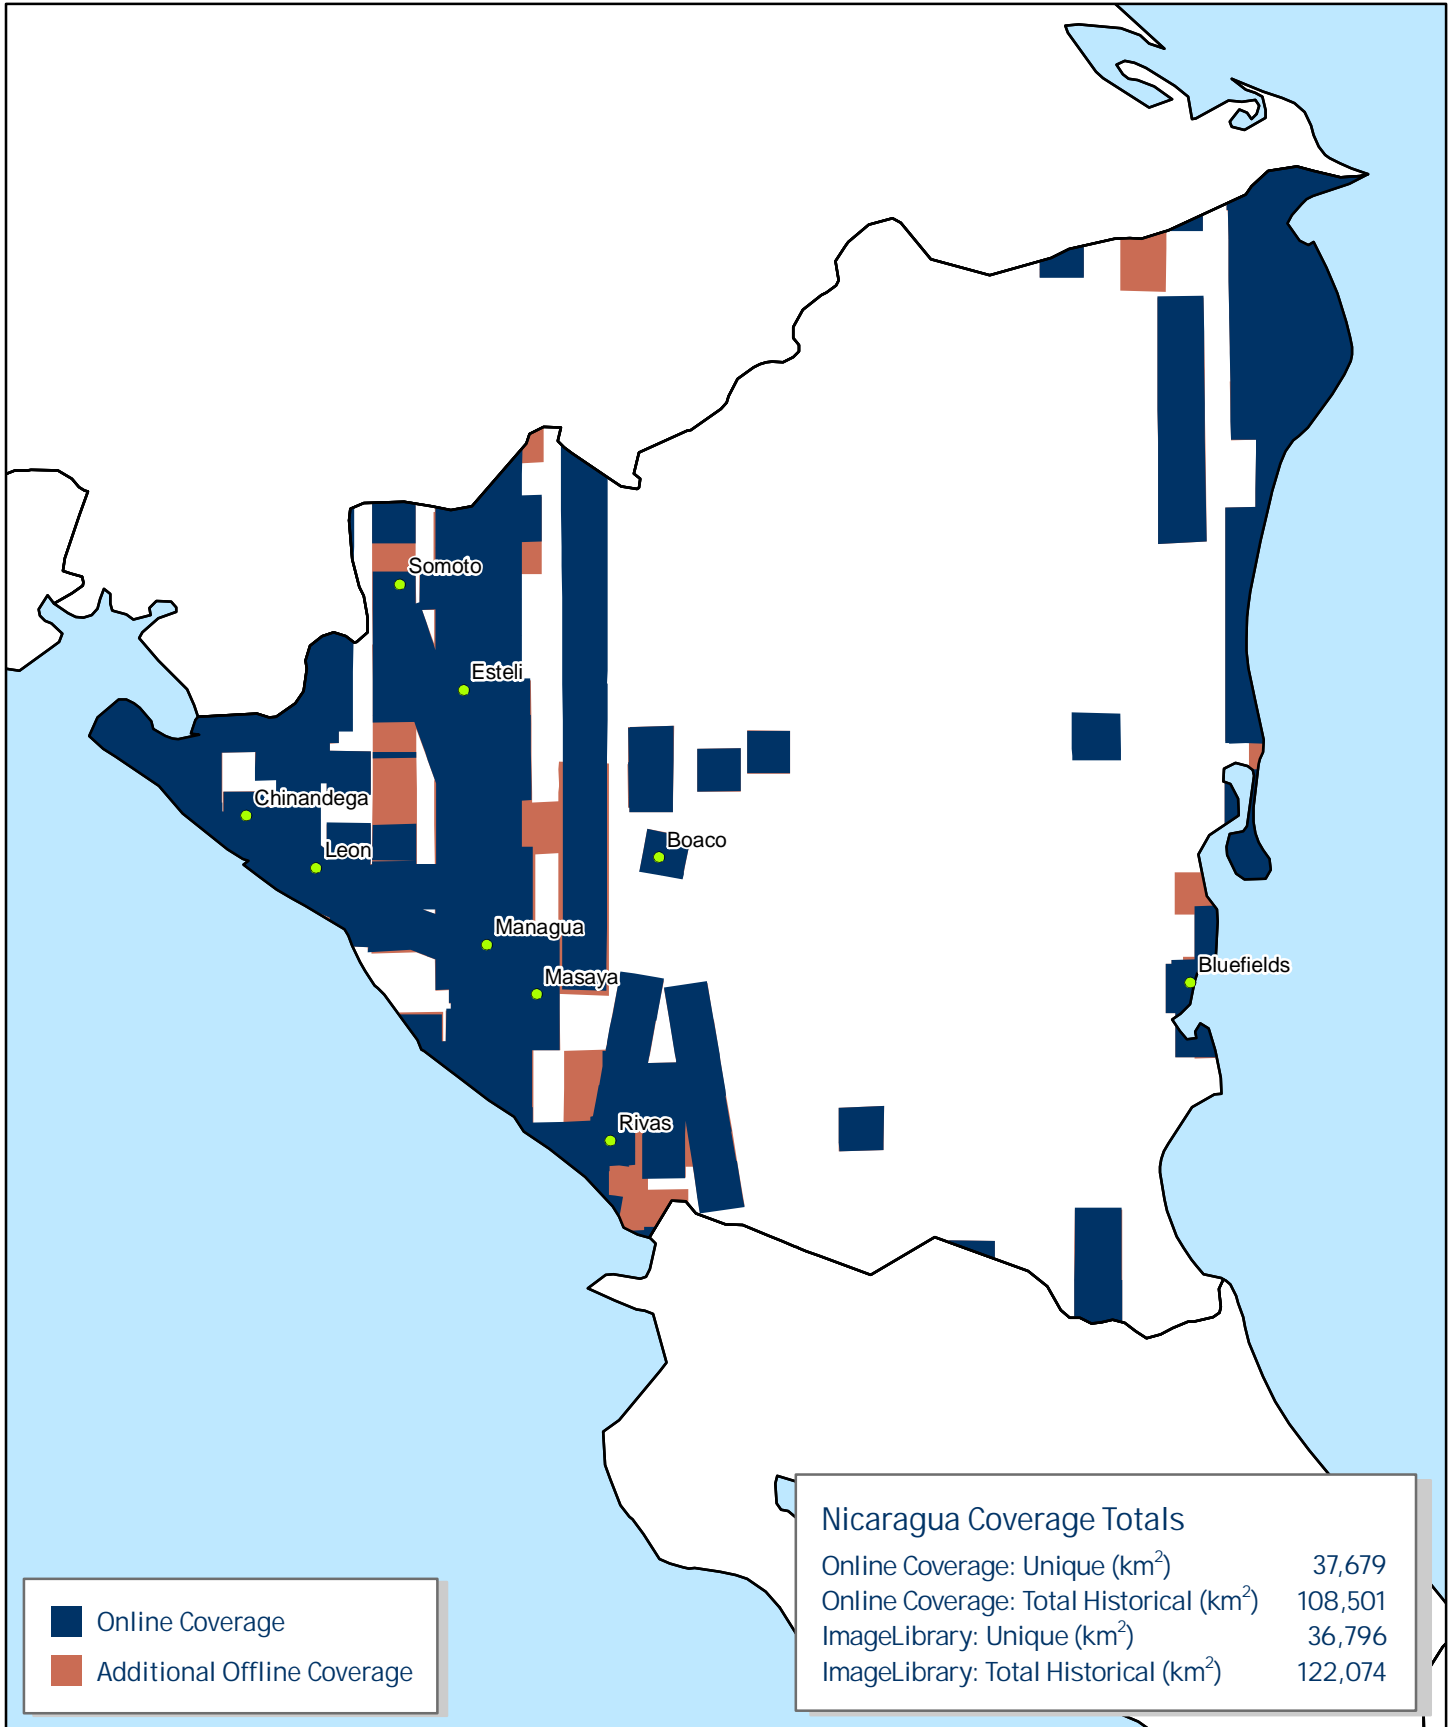 Somoto
Esteli
Chinandega
Leon
Boaco
Managua
Masaya
Bluefields
Rivas
Nicaragua Coverage Totals
Online Coverage: Unique (km²) 37,679
Online Coverage: Total Historical (km²) 108,501
ImageLibrary: Unique (km²) 36,796
ImageLibrary: Total Historical (km²) 122,074
Online Coverage
Additional Offline Coverage